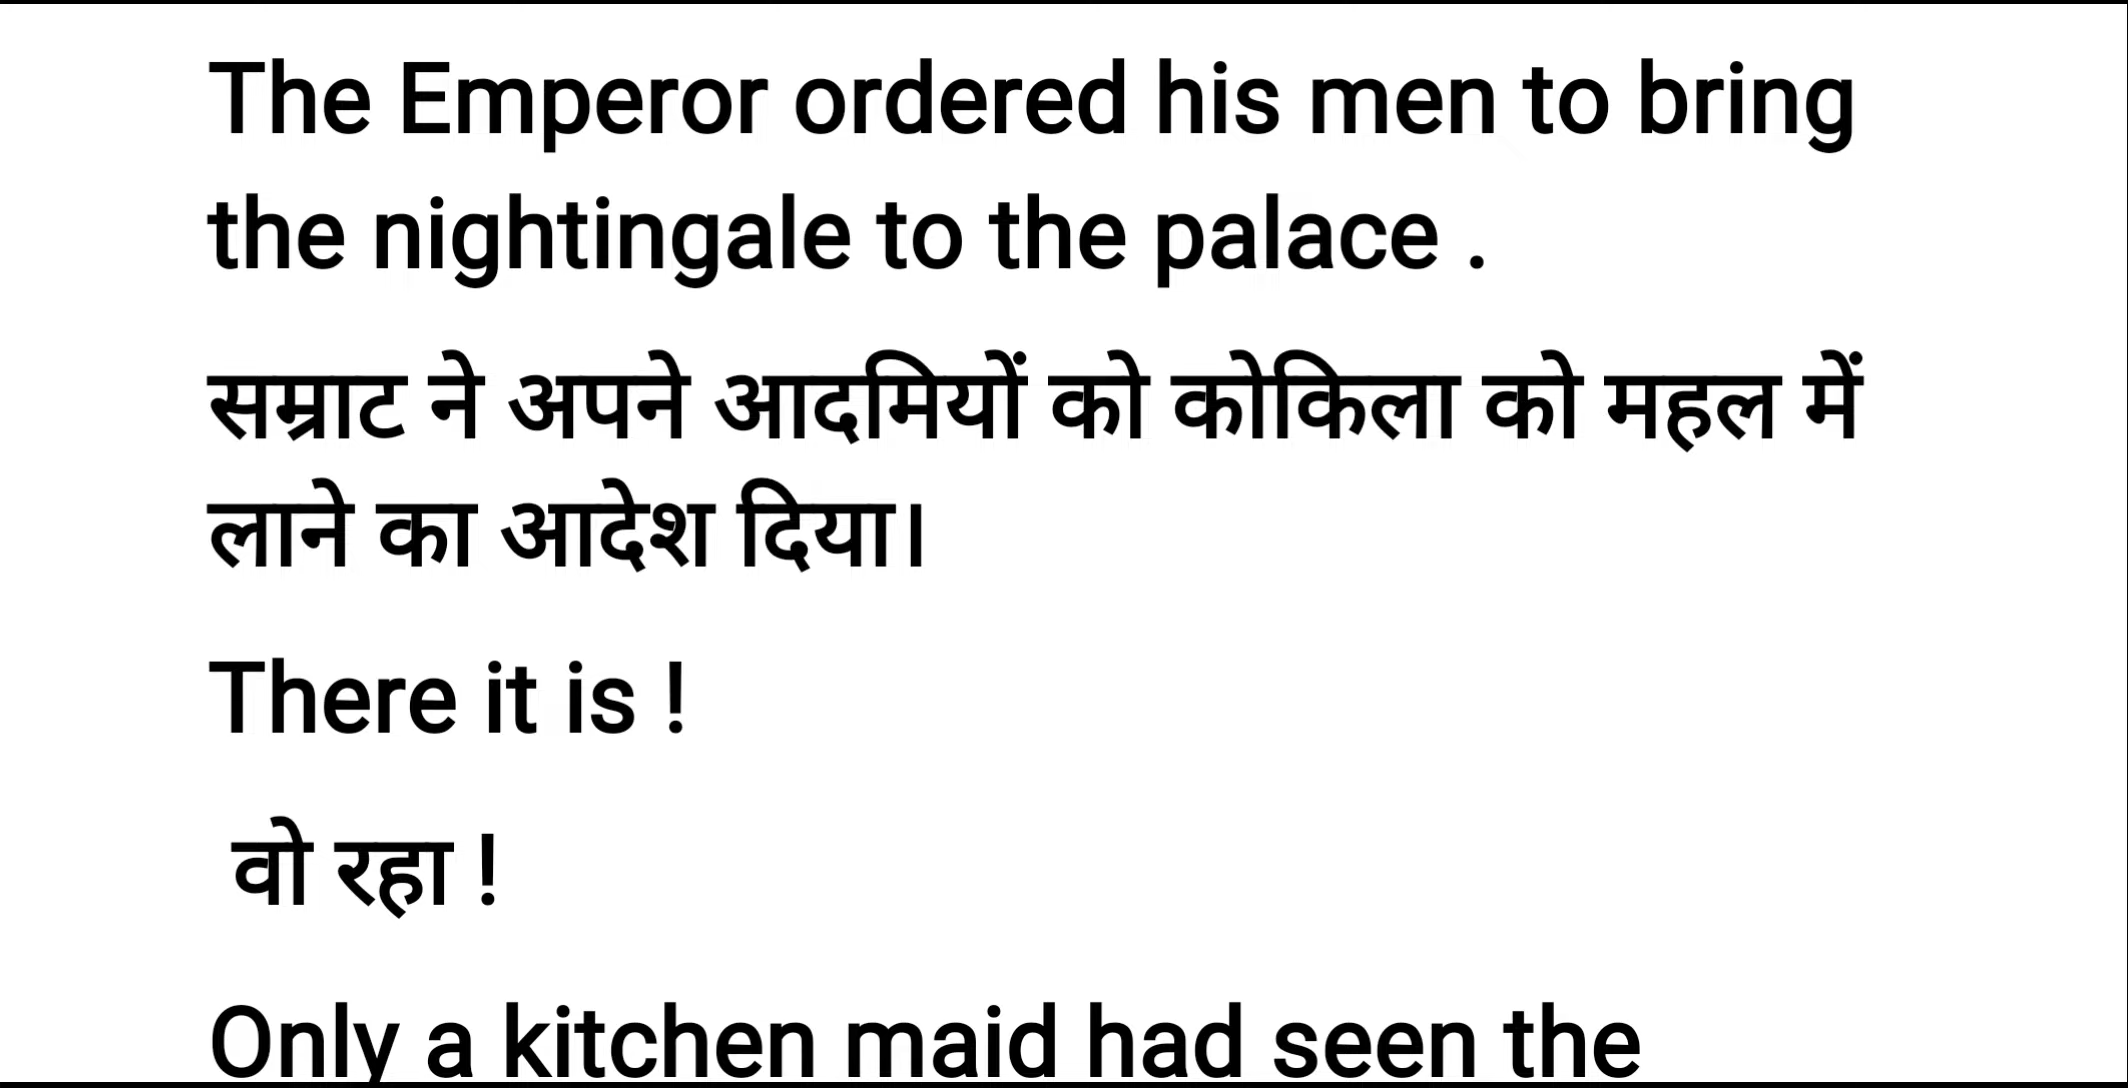 The Emperor ordered his men to bring
the nightingale to the palace .
सम्राट ने अपने आदमियों को कोकिला को महल में
लाने का आदेश दिया।
There it is !
वो रहा !
Only a kitchen maid had seen the